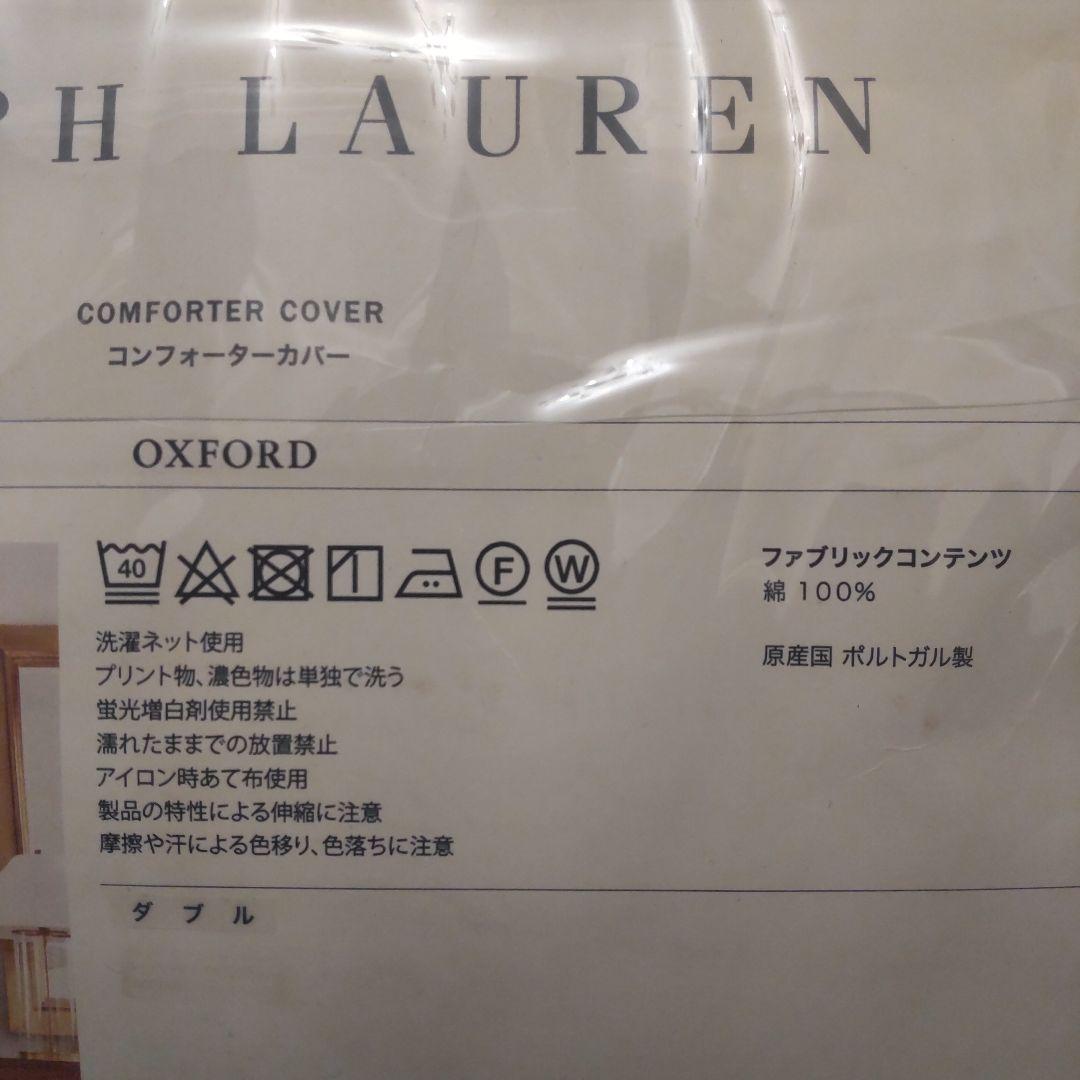 PH LAUREN
COMFORTER COVER
コンフォーターカバー
OXFORD
40 F W
洗濯ネット使用
プリント物、濃色物は単独で洗う
蛍光増白剤使用禁止
濡れたままでの放置禁止
アイロン時あて布使用
製品の特性による伸縮に注意
摩擦や汗による色移り、色落ちに注意
ファブリックコンテンツ
綿 100%
原産国 ポルトガル製
ダブル